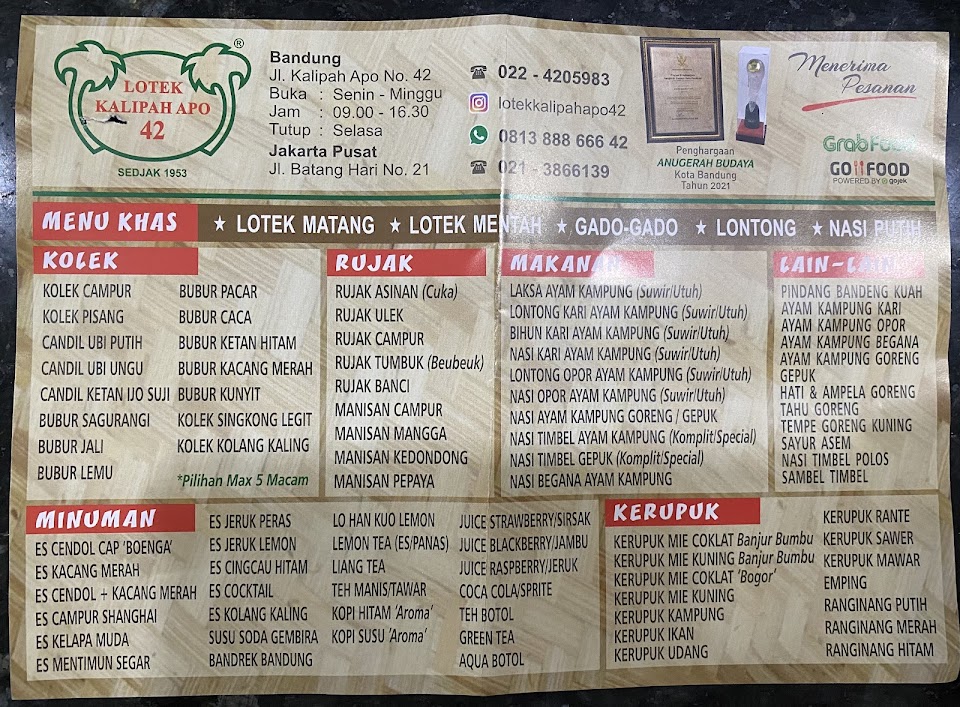 LOTEK
KALIPAH APO
42
®
SEDJAK 1953
Bandung
Jl. Kalipah Apo No. 42
Buka : Senin - Minggu
Jam : 09.00 - 16.30
Tutup : Selasa
Jakarta Pusat
Jl. Batang Hari No. 21
022 - 4205983
lotekkalipahapo42
0813 888 666 42
021 - 3866139
Penghargaan
ANUGERAH BUDAYA
Kota Bandung
Tahun 2021
Menerima
Pesanan
GrabFood
GOFOOD
POWERED BY gojek
MENU KHAS ★ LOTEK MATANG ★ LOTEK MENTAH ★ GADO-GADO ★ LONTONG ★ NASI PUTIH
KOLEK
KOLEK CAMPUR
KOLEK PISANG
CANDIL UBI PUTIH
CANDIL UBI UNGU
CANDIL KETAN IJO SUJI
BUBUR SAGURANGI
BUBUR JALI
BUBUR LEMU
BUBUR PACAR
BUBUR CACA
BUBUR KETAN HITAM
BUBUR KACANG MERAH
BUBUR KUNYIT
KOLEK SINGKONG LEGIT
KOLEK KOLANG KALING
*Pilihan Max 5 Macam
RUJAK
RUJAK ASINAN (Cuka)
RUJAK ULEK
RUJAK CAMPUR
RUJAK TUMBUK (Beubeuk)
RUJAK BANCI
MANISAN CAMPUR
MANISAN MANGGA
MANISAN KEDONDONG
MANISAN PEPAYA
MAKANAN
LAKSA AYAM KAMPUNG (Suwir/Utuh)
LONTONG KARI AYAM KAMPUNG (Suwir/Utuh)
BIHUN KARI AYAM KAMPUNG (Suwir/Utuh)
NASI KARI AYAM KAMPUNG (Suwir/Utuh)
LONTONG OPOR AYAM KAMPUNG (Suwir/Utuh)
NASI OPOR AYAM KAMPUNG (Suwir/Utuh)
NASI AYAM KAMPUNG GORENG / GEPUK
NASI TIMBEL AYAM KAMPUNG (Komplit/Special)
NASI TIMBEL GEPUK (Komplit/Special)
NASI BEGANA AYAM KAMPUNG
LAIN-LAIN
PINDANG BANDENG KUAH
AYAM KAMPUNG KARI
AYAM KAMPUNG OPOR
AYAM KAMPUNG BEGANA
AYAM KAMPUNG GORENG
GEPUK
HATI & AMPELA GORENG
TAHU GORENG
TEMPE GORENG KUNING
SAYUR ASEM
NASI TIMBEL POLOS
SAMBEL TIMBEL
MINUMAN
ES CENDOL CAP 'BOENGA'
ES KACANG MERAH
ES CENDOL + KACANG MERAH
ES CAMPUR SHANGHAI
ES KELAPA MUDA
ES MENTIMUN SEGAR
ES JERUK PERAS
ES JERUK LEMON
ES CINGCAU HITAM
ES COCKTAIL
ES KOLANG KALING
SUSU SODA GEMBIRA
BANDREK BANDUNG
LO HAN KUO LEMON
LEMON TEA (ES/PANAS)
LIANG TEA
TEH MANIS/TAWAR
KOPI HITAM 'Aroma'
KOPI SUSU 'Aroma'
JUICE STRAWBERRY/SIRSAK
JUICE BLACKBERRY/JAMBU
JUICE RASPBERRY/JERUK
COCA COLA/SPRITE
TEH BOTOL
GREEN TEA
AQUA BOTOL
KERUPUK
KERUPUK MIE COKLAT Banjur Bumbu
KERUPUK MIE KUNING Banjur Bumbu
KERUPUK MIE COKLAT 'Bogor'
KERUPUK MIE KUNING
KERUPUK KAMPUNG
KERUPUK IKAN
KERUPUK UDANG
KERUPUK RANTE
KERUPUK SAWER
KERUPUK MAWAR
EMPING
RANGINANG PUTIH
RANGINANG MERAH
RANGINANG HITAM